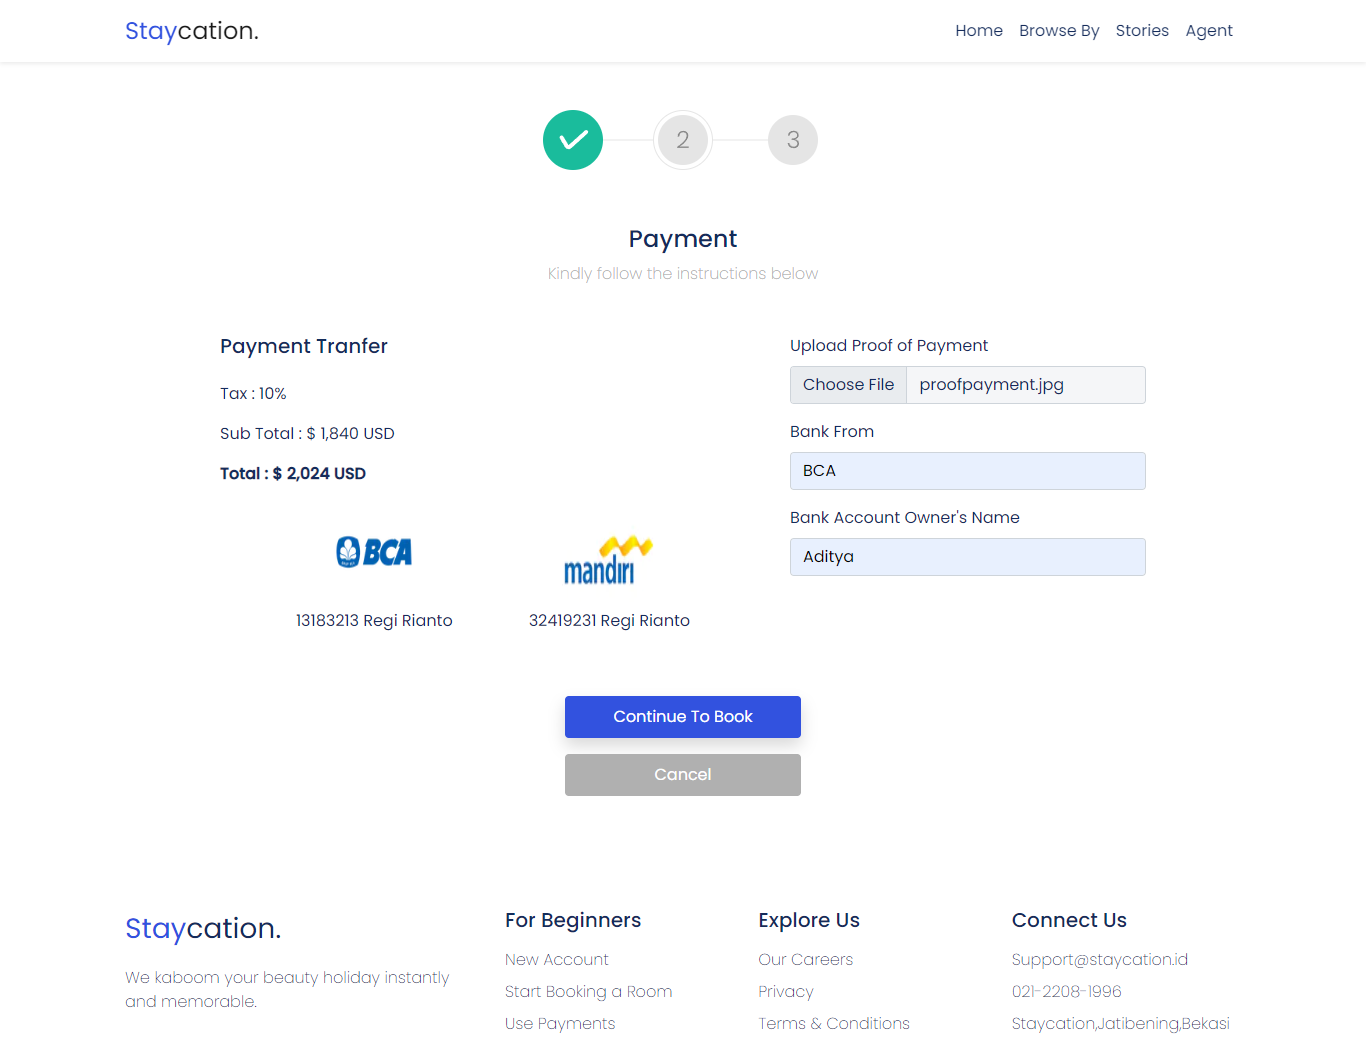 Staycation.
Home Browse By Stories Agent
2
3
Payment
Kindly follow the instructions below
Payment Tranfer
Tax : 10%
Sub Total : $ 1,840 USD
Total : $ 2,024 USD
BCA
mandiri
13183213 Regi Rianto
32419231 Regi Rianto
Upload Proof of Payment
Choose File proofpayment.jpg
Bank From
BCA
Bank Account Owner's Name
Aditya
Continue To Book
Cancel
Staycation.
We kaboom your beauty holiday instantly
and memorable.
For Beginners
New Account
Start Booking a Room
Use Payments
Explore Us
Our Careers
Privacy
Terms & Conditions
Connect Us
Support@staycation.id
021-2208-1996
Staycation,Jatibening,Bekasi